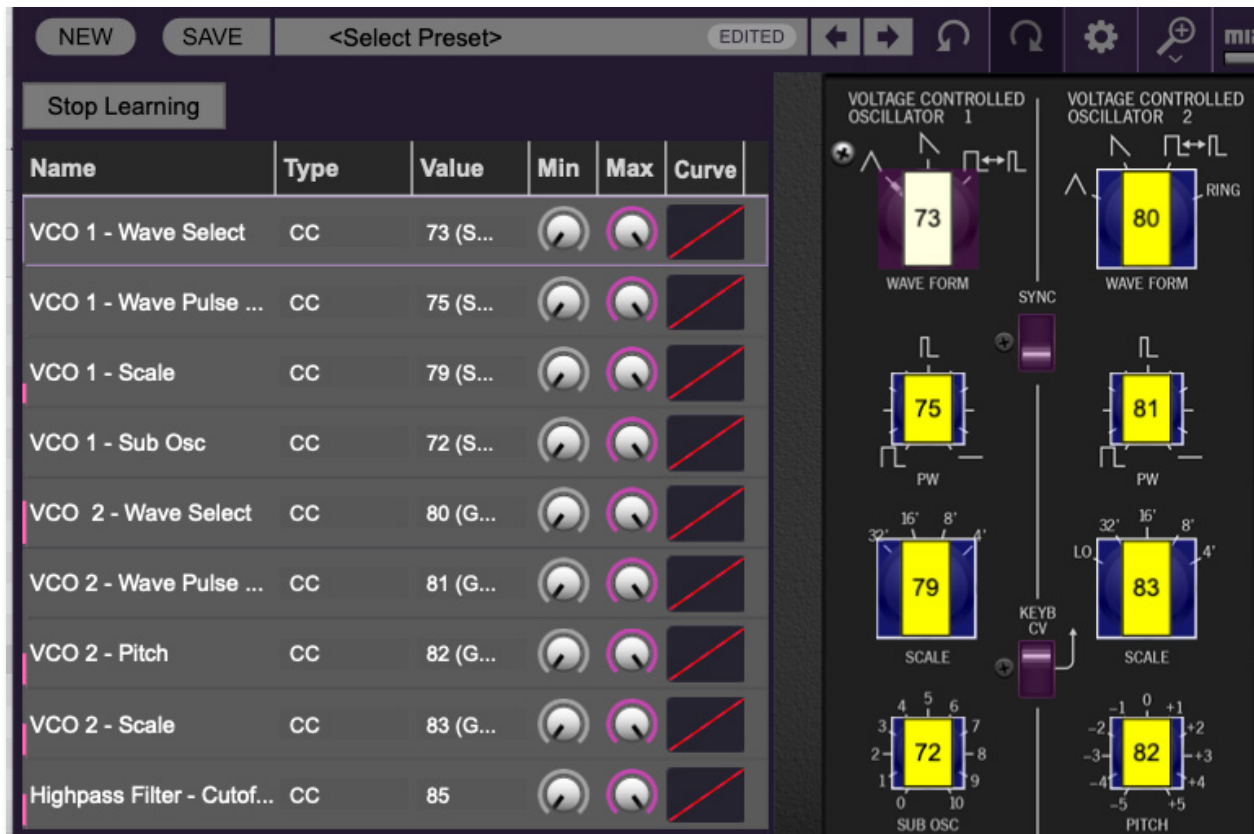 NEW SAVE <Select Preset> EDITED
Stop Learning
Name Type Value Min Max Curve
VCO 1 - Wave Select CC 73 (S...
VCO 1 - Wave Pulse ... CC 75 (S...
VCO 1 - Scale CC 79 (S...
VCO 1 - Sub Osc CC 72 (S...
VCO 2 - Wave Select CC 80 (G...
VCO 2 - Wave Pulse ... CC 81 (G...
VCO 2 - Pitch CC 82 (G...
VCO 2 - Scale CC 83 (G...
Highpass Filter - Cutof... CC 85
VOLTAGE CONTROLLED
OSCILLATOR 1
73
WAVE FORM
75
PW
32' 16' 8' 4'
79
SCALE
0 1 2 3 4 5 6 7 8 9 10
72
SUB OSC
SYNC
KEYB
CV
VOLTAGE CONTROLLED
OSCILLATOR 2
RING
80
WAVE FORM
81
PW
LO 32' 16' 8' 4'
83
SCALE
-5 -4 -3 -2 -1 0 +1 +2 +3 +4 +5
82
PITCH